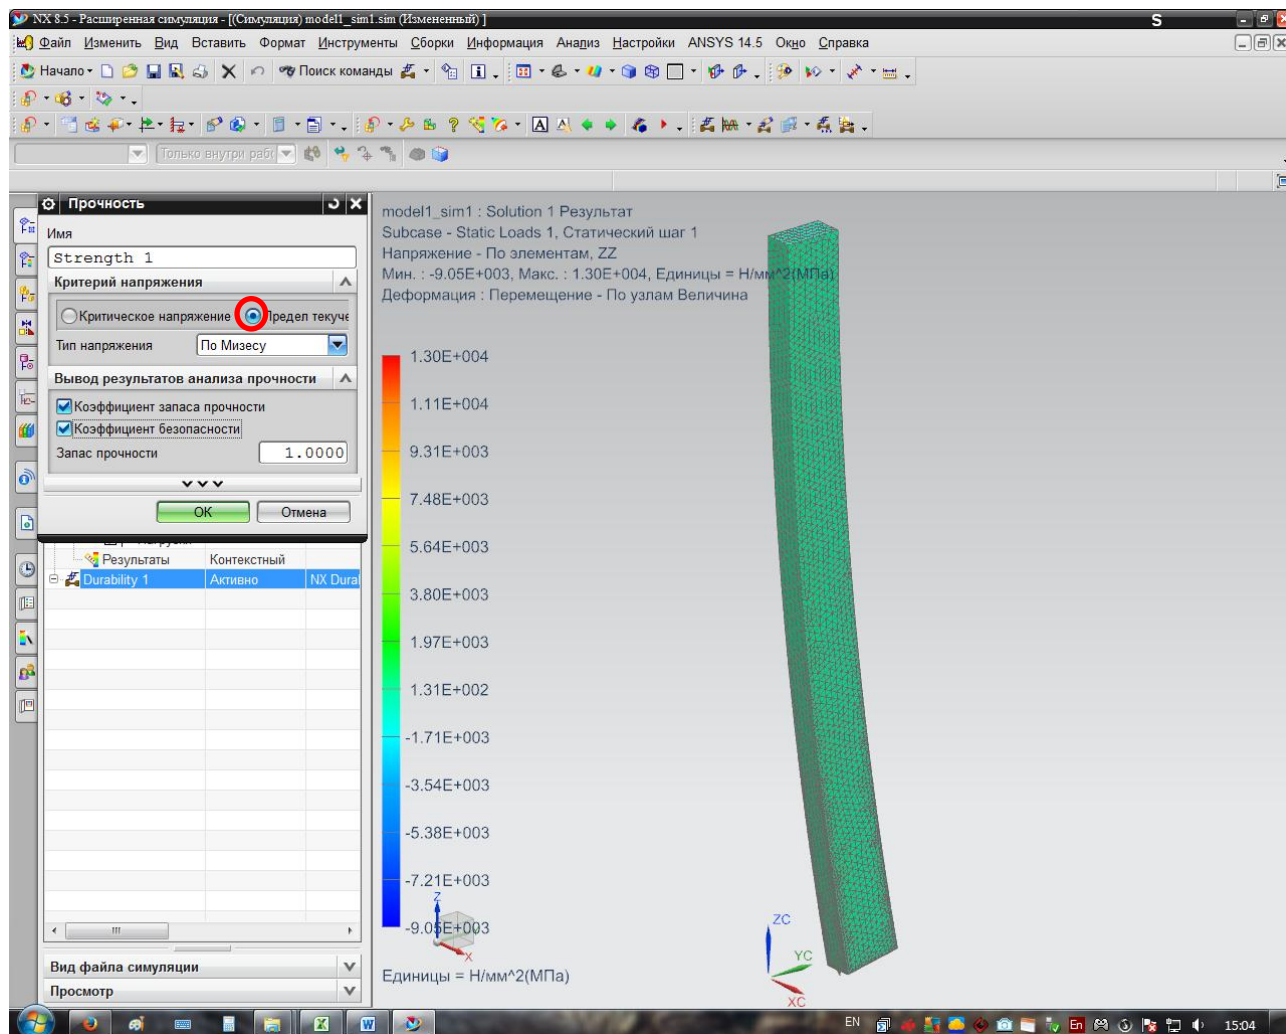 NX 8.5 - Расширенная симуляция - [(Симуляция) model1_sim1.sim (Измененный) ]
S
Файл Изменить Вид Вставить Формат Инструменты Сборки Информация Анализ Настройки ANSYS 14.5 Окно Справка
Начало Поиск команды
Только внутри рабо
Прочность
Имя
Strength 1
Критерий напряжения
Критическое напряжение Предел текуче
Тип напряжения По Мизесу
Вывод результатов анализа прочности
Коэффициент запаса прочности
Коэффициент безопасности
Запас прочности 1.0000
OK Отмена
Результаты Контекстный
Durability 1 Активно NX Dural
Вид файла симуляции
Просмотр
model1_sim1 : Solution 1 Результат
Subcase - Static Loads 1, Статический шаг 1
Напряжение - По элементам, ZZ
Мин. : -9.05E+003, Макс. : 1.30E+004, Единицы = Н/мм^2(МПа)
Деформация : Перемещение - По узлам Величина
1.30E+004
1.11E+004
9.31E+003
7.48E+003
5.64E+003
3.80E+003
1.97E+003
1.31E+002
-1.71E+003
-3.54E+003
-5.38E+003
-7.21E+003
-9.05E+003
Z
X
Единицы = Н/мм^2(МПа)
ZC
YC
XC
EN
En
15:04